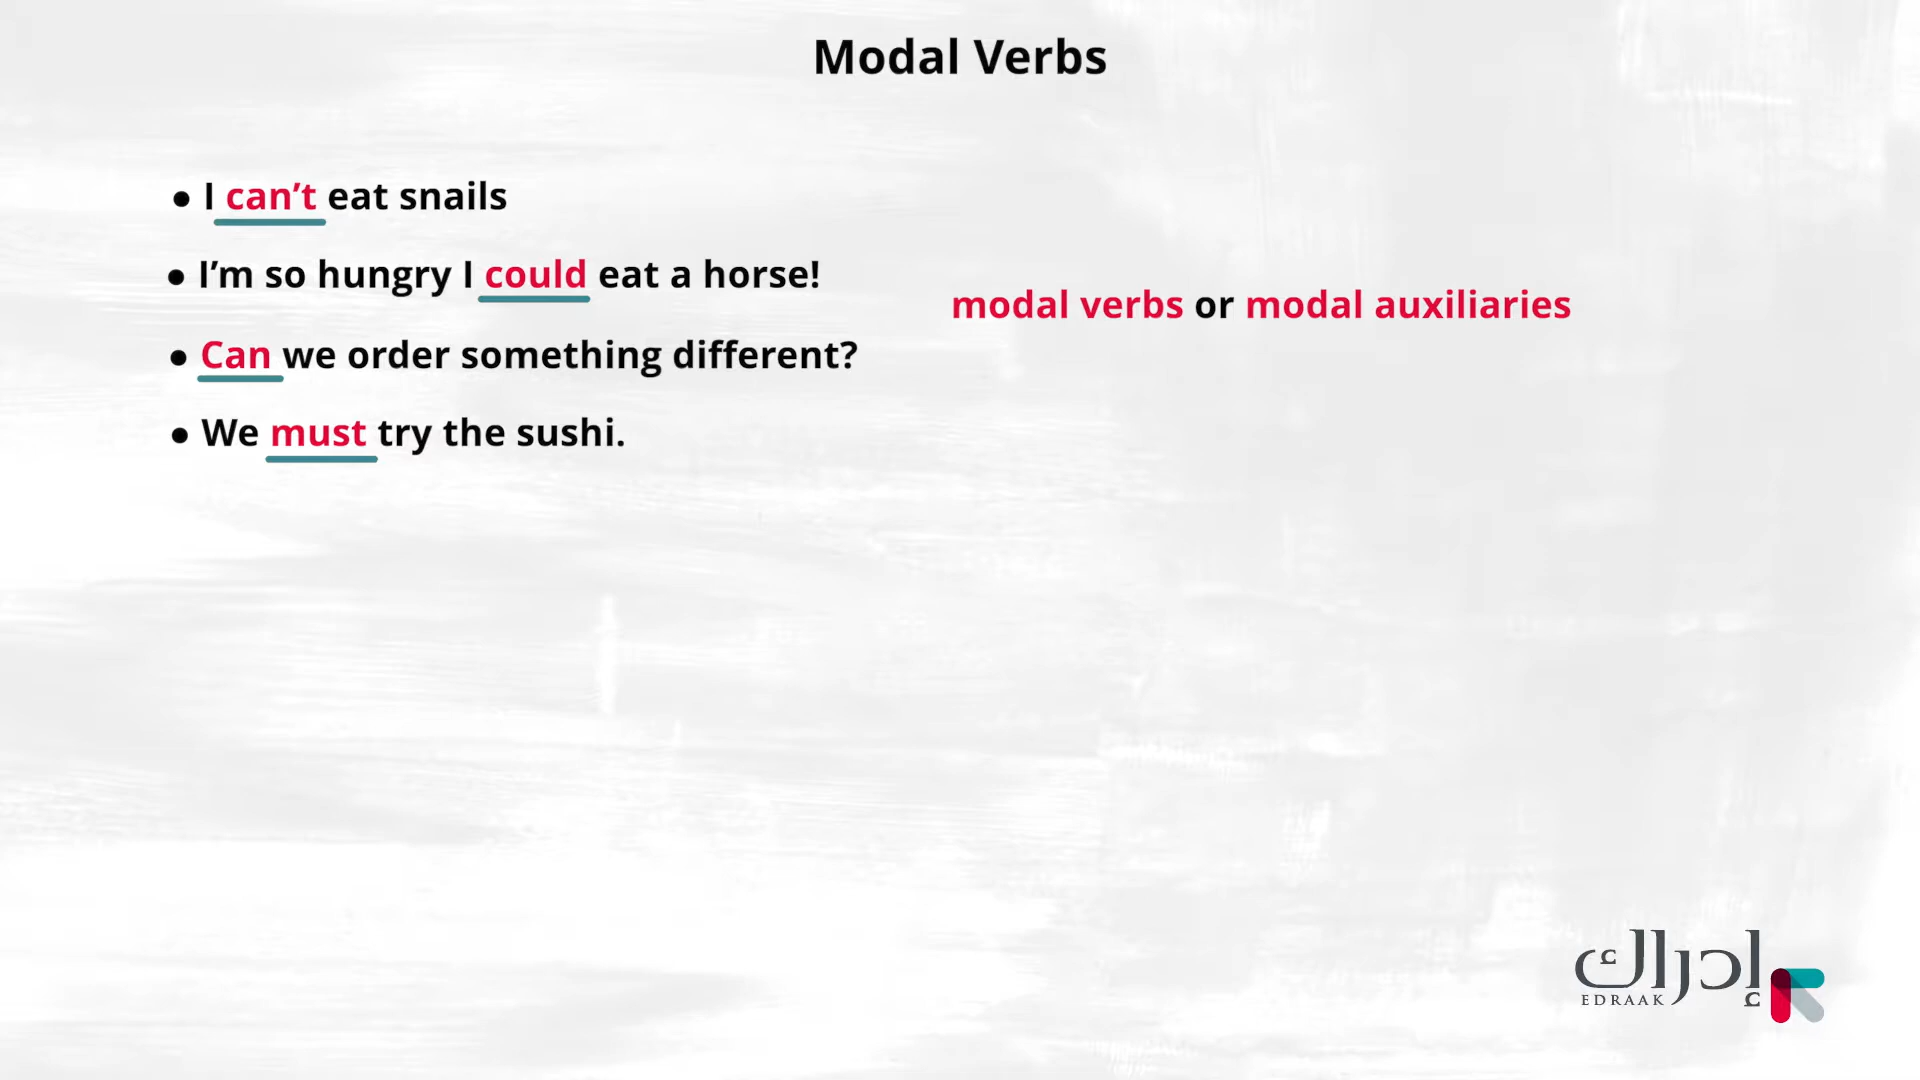 Modal Verbs
• I can’t eat snails
• I’m so hungry I could eat a horse!
• Can we order something different?
• We must try the sushi.
modal verbs or modal auxiliaries
إدراك
EDRAAK